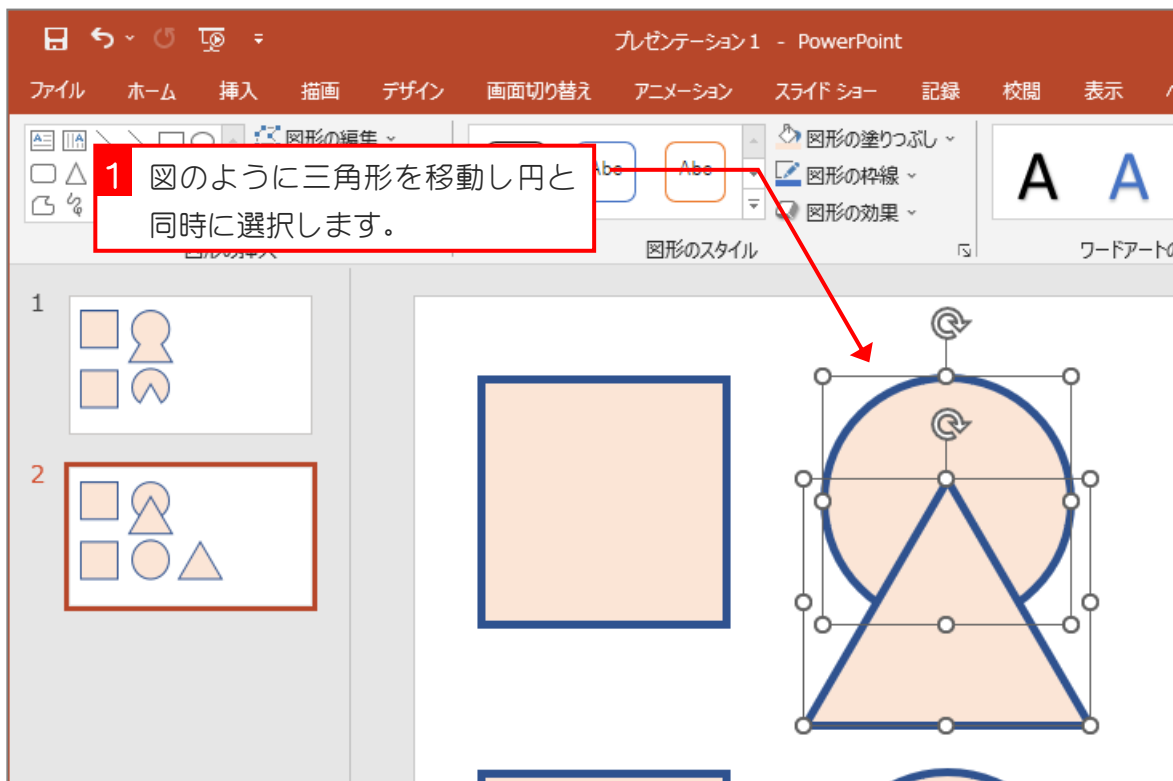 プレゼンテーション1 - PowerPoint
ファイル ホーム 挿入 描画 デザイン 画面切り替え アニメーション スライド ショー 記録 校閲 表示
図形の編集
1 図のように三角形を移動し円と
同時に選択します。
Abc Abc
図形の塗りつぶし
図形の枠線
図形の効果
A A
図形のスタイル
ワードアートの
1
2